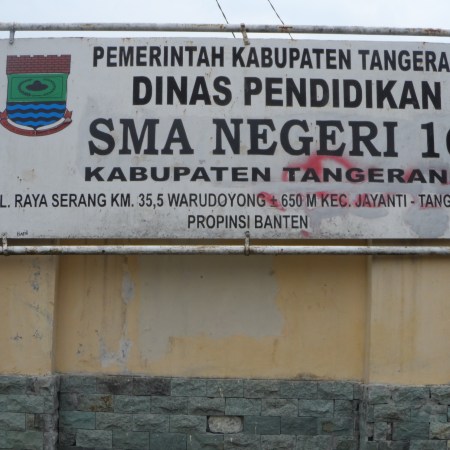 PEMERINTAH KABUPATEN TANGERA
DINAS PENDIDIKAN
SMA NEGERI 16
KABUPATEN TANGERAN
L. RAYA SERANG KM. 35,5 WARUDOYONG ± 650 M KEC. JAYANTI - TANG
PROPINSI BANTEN